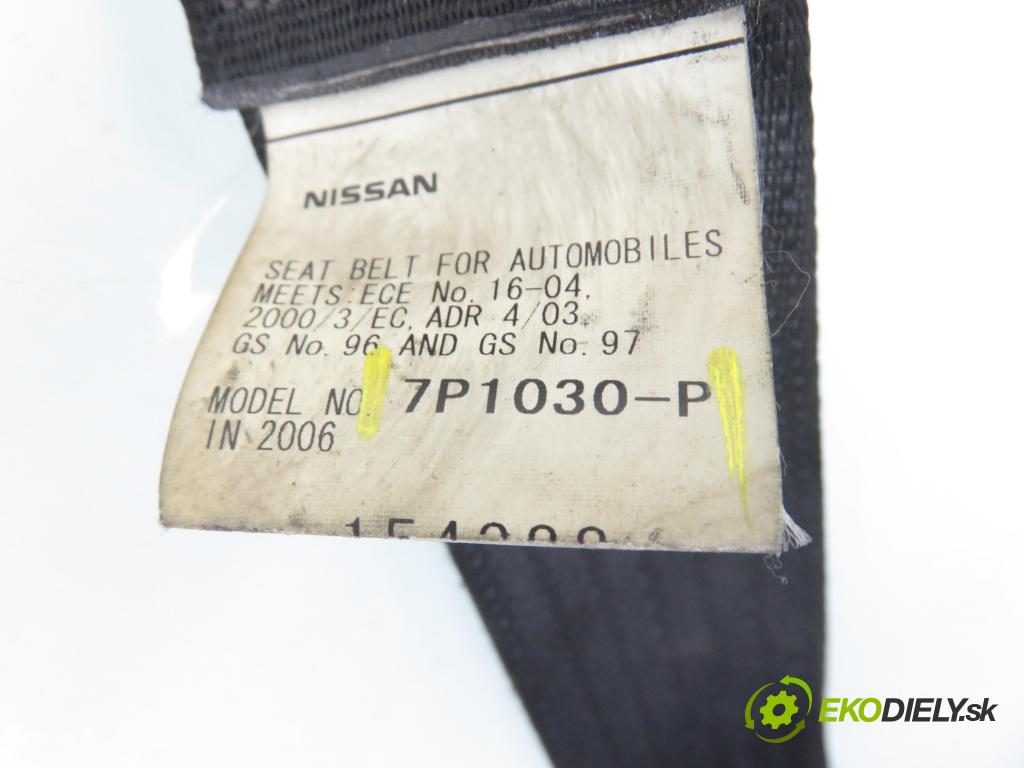 NISSAN
SEAT BELT FOR AUTOMOBILES
MEETS:ECE No. 16-04,
2000/3/EC, ADR 4/03,
GS No. 96 AND GS No. 97
MODEL NO 7P1030-P
IN 2006
EKODIELY.sk